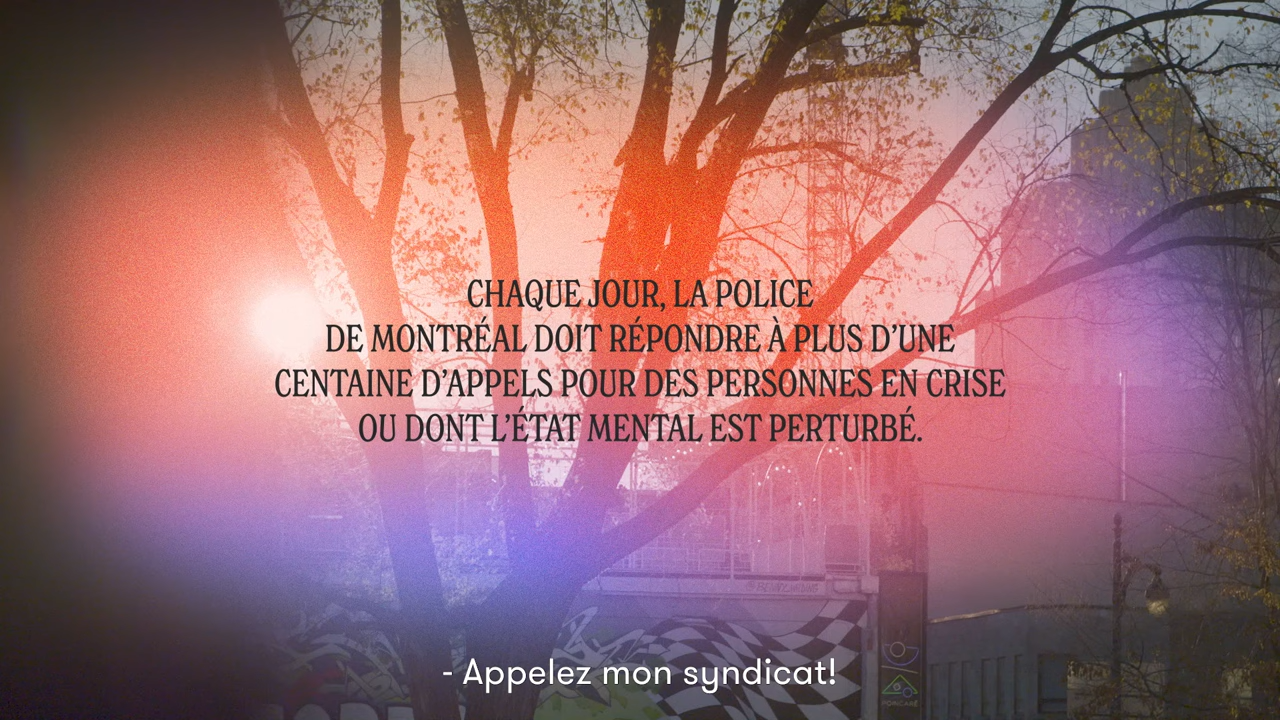 CHAQUE JOUR, LA POLICE
DE MONTRÉAL DOIT RÉPONDRE À PLUS D’UNE
CENTAINE D’APPELS POUR DES PERSONNES EN CRISE
OU DONT L’ÉTAT MENTAL EST PERTURBÉ.
- Appelez mon syndicat!